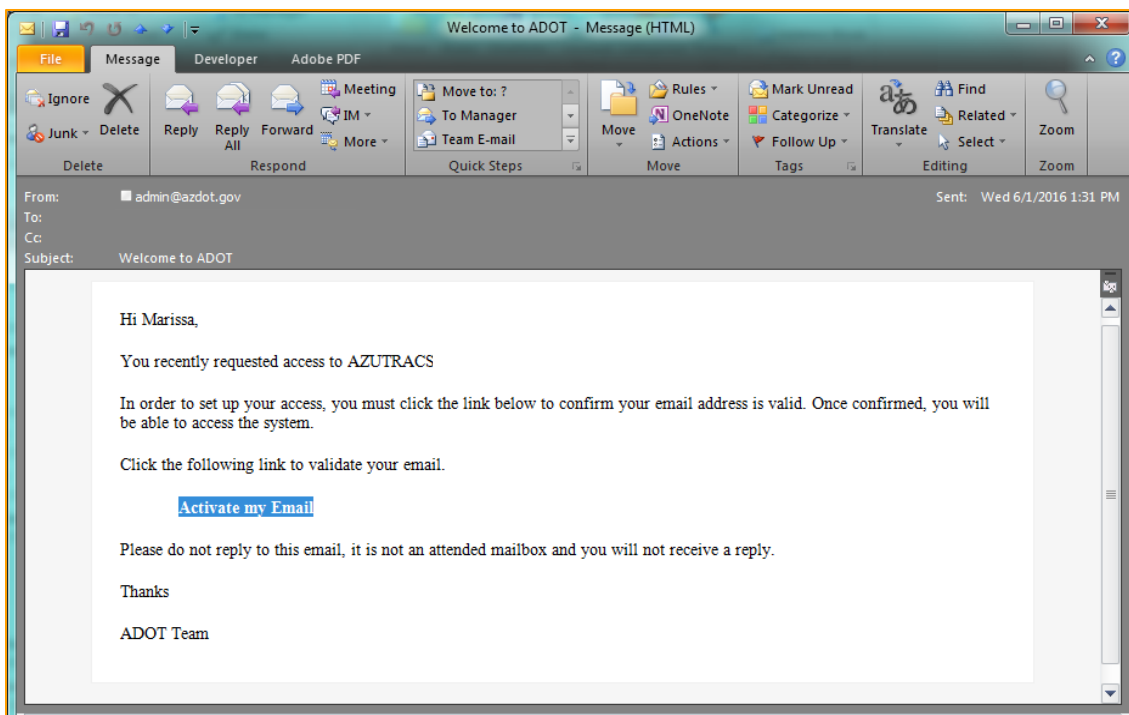 Welcome to ADOT - Message (HTML)
File Message Developer Adobe PDF
Ignore
Junk
Delete
Reply
Reply All
Forward
Meeting
IM
More
Move to: ?
To Manager
Team E-mail
Move
Rules
OneNote
Actions
Mark Unread
Categorize
Follow Up
Translate
Find
Related
Select
Zoom
Delete Respond Quick Steps Move Tags Editing Zoom
From: admin@azdot.gov Sent: Wed 6/1/2016 1:31 PM
To:
Cc:
Subject: Welcome to ADOT
Hi Marissa,
You recently requested access to AZUTRACS
In order to set up your access, you must click the link below to confirm your email address is valid. Once confirmed, you will
be able to access the system.
Click the following link to validate your email.
Activate my Email
Please do not reply to this email, it is not an attended mailbox and you will not receive a reply.
Thanks
ADOT Team